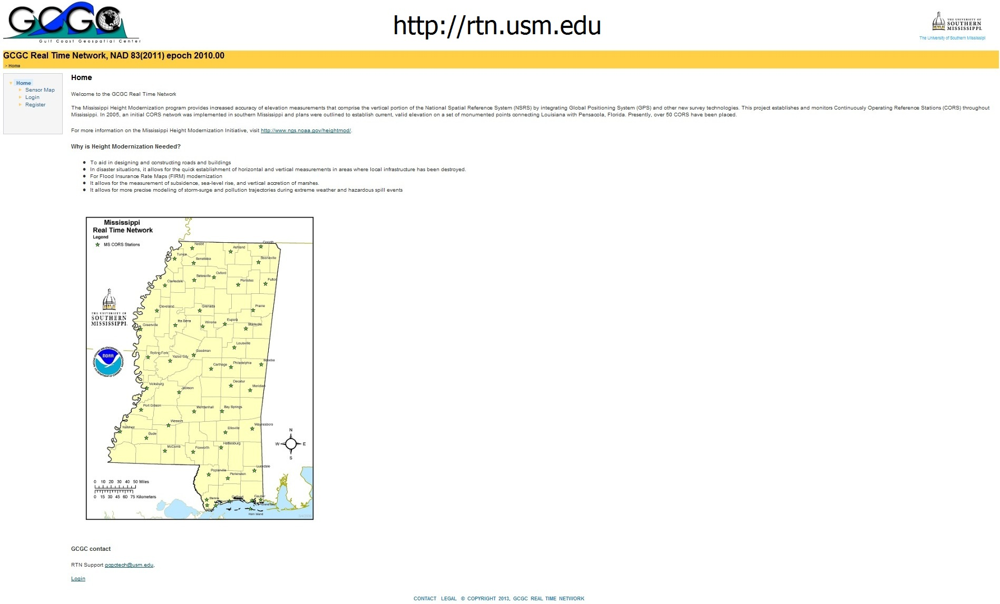 GCGC
Gulf Coast Geospatial Center
http://rtn.usm.edu
THE UNIVERSITY OF
SOUTHERN
MISSISSIPPI.
The University of Southern Mississipi
GCGC Real Time Network, NAD 83(2011) epoch 2010.00
> Home
Home
Sensor Map
Login
Register
Home
Welcome to the GCGC Real Time Network
The Mississippi Height Modernization program provides increased accuracy of elevation measurements that comprise the vertical portion of the National Spatial Reference System (NSRS) by integrating Global Positioning System (GPS) and other new survey technologies. This project establishes and monitors Continuously Operating Reference Stations (CORS) throughout
Mississippi. In 2005, an initial CORS network was implemented in southern Mississippi and plans were outlined to establish current, valid elevation on a set of monumented points connecting Louisiana with Pensacola, Florida. Presently, over 50 CORS have been placed.
For more information on the Mississippi Height Modernization Initiative, visit http://www.ngs.noaa.gov/heightmod/.
Why is Height Modernization Needed?
To aid in designing and constructing roads and buildings
In disaster situations, it allows for the quick establishment of horizontal and vertical measurements in areas where local infrastructure has been destroyed.
For Flood Insurance Rate Maps (FIRM) modernization
It allows for the measurement of subsidence, sea-level rise, and vertical accretion of marshes.
It allows for more precise modeling of storm-surge and pollution trajectories during extreme weather and hazardous spill events
Mississippi
Real Time Network
Legend
MS CORS Stations
Nesbit
Ashland
Corinth
Tunica
Senatobia
Booneville
Batesville
Oxford
Clarksdale
Pontotoc
Fulton
Cleveland
Grenada
Prairie
THE UNIVERSITY OF
SOUTHERN
MISSISSIPPI.
Itta Bena
Winona
Eupora
Greenville
Starkville
Louisville
Rolling Fork
Goodman
Yazoo City
NOAA
Carthage
Philadelphia
Scooba
Vicksburg
Decatur
Jackson
Meridian
Port Gibson
Mendenhall
Bay Springs
Wesson
Waynesboro
Natchez
Ellisville
Bude
N
W
E
S
McComb
Foxworth
Hattiesburg
Lucedale
Poplarville
Perkinston
0 10 20 30 40 50 Miles
0 15 30 45 60 75 Kilometers
Stennis
Gulfport
Gautier
Grand Bay
Horn Island
GCGC contact
RTN Support gcgctech@usm.edu,
Login
CONTACT LEGAL © COPYRIGHT 2013, GCGC REAL TIME NETWORK